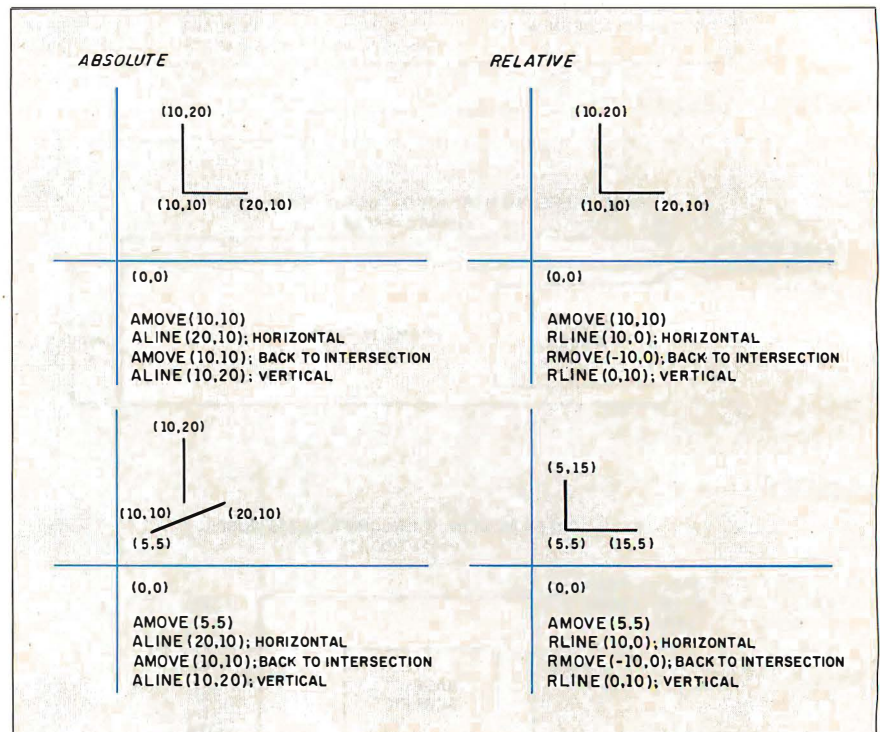 ABSOLUTE
(10,20)
(10,10) (20,10)
(0,0)
AMOVE(10,10)
ALINE(20,10); HORIZONTAL
AMOVE(10,10); BACK TO INTERSECTION
ALINE(10,20); VERTICAL
RELATIVE
(10,20)
(10,10) (20,10)
(0,0)
AMOVE(10,10)
RLINE(10,0); HORIZONTAL
RMOVE(-10,0); BACK TO INTERSECTION
RLINE(0,10); VERTICAL
(10,20)
(10,10) (20,10)
(5,5)
(0,0)
AMOVE(5,5)
ALINE(20,10); HORIZONTAL
AMOVE(10,10); BACK TO INTERSECTION
ALINE(10,20); VERTICAL
(5,15)
(5,5) (15,5)
(0,0)
AMOVE(5,5)
RLINE(10,0); HORIZONTAL
RMOVE(-10,0); BACK TO INTERSECTION
RLINE(0,10); VERTICAL